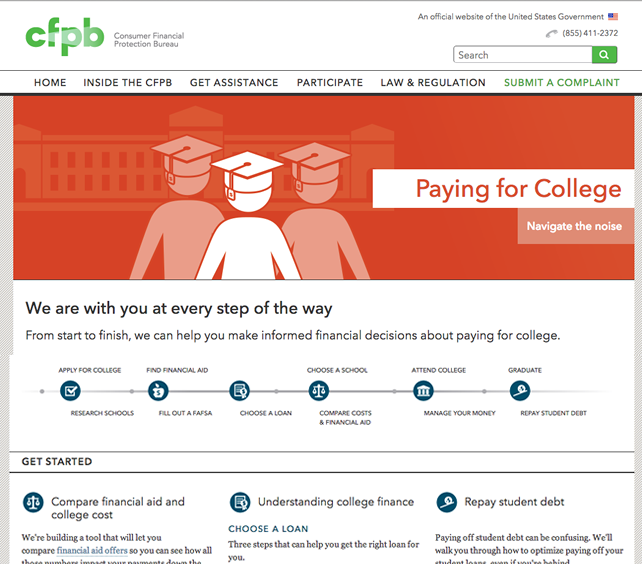 An official website of the United States Government
cfpb Consumer Financial
Protection Bureau
(855) 411-2372
Search
HOME INSIDE THE CFPB GET ASSISTANCE PARTICIPATE LAW & REGULATION SUBMIT A COMPLAINT
Paying for College
Navigate the noise
We are with you at every step of the way
From start to finish, we can help you make informed financial decisions about paying for college.
APPLY FOR COLLEGE FIND FINANCIAL AID CHOOSE A SCHOOL ATTEND COLLEGE GRADUATE
RESEARCH SCHOOLS FILL OUT A FAFSA CHOOSE A LOAN COMPARE COSTS MANAGE YOUR MONEY REPAY STUDENT DEBT
& FINANCIAL AID
GET STARTED
Compare financial aid and
college cost
We're building a tool that will let you
compare financial aid offers so you can see how all
those numbers impact your payments down the
Understanding college finance
CHOOSE A LOAN
Three steps that can help you get the right loan for
you.
Repay student debt
Paying off student debt can be confusing. We'll
walk you through how to optimize paying off your
student loans, even if you're behind.